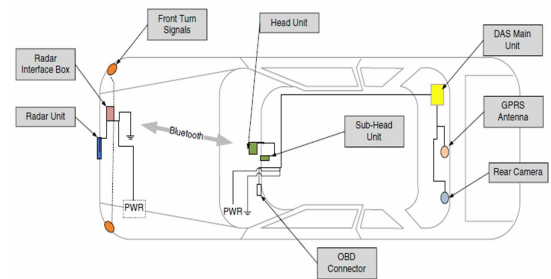 Front Turn
Signals
Radar
Interface Box
Radar Unit
Head Unit
DAS Main
Unit
GPRS
Antenna
Sub-Head
Unit
Rear Camera
Bluetooth
PWR
PWR
OBD
Connector